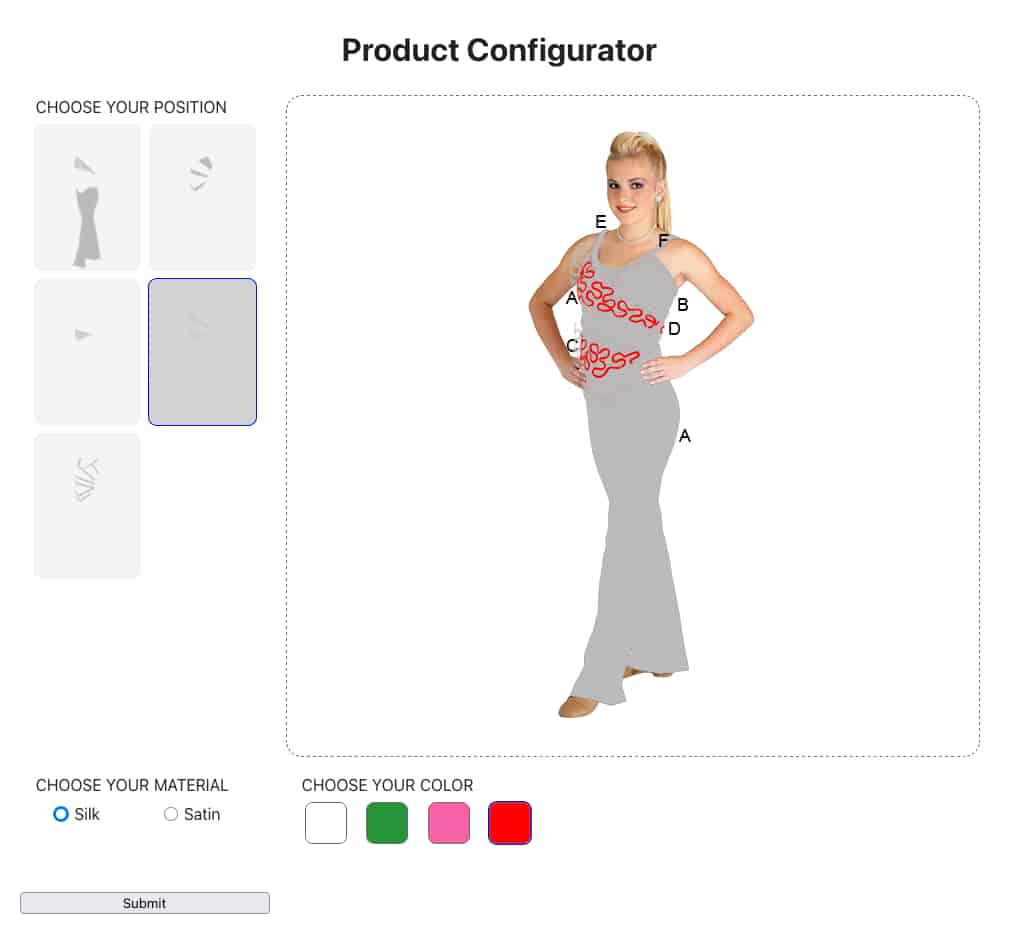 Product Configurator
CHOOSE YOUR POSITION
E
F
A
B
D
C
A
CHOOSE YOUR MATERIAL
Silk
Satin
CHOOSE YOUR COLOR
Submit